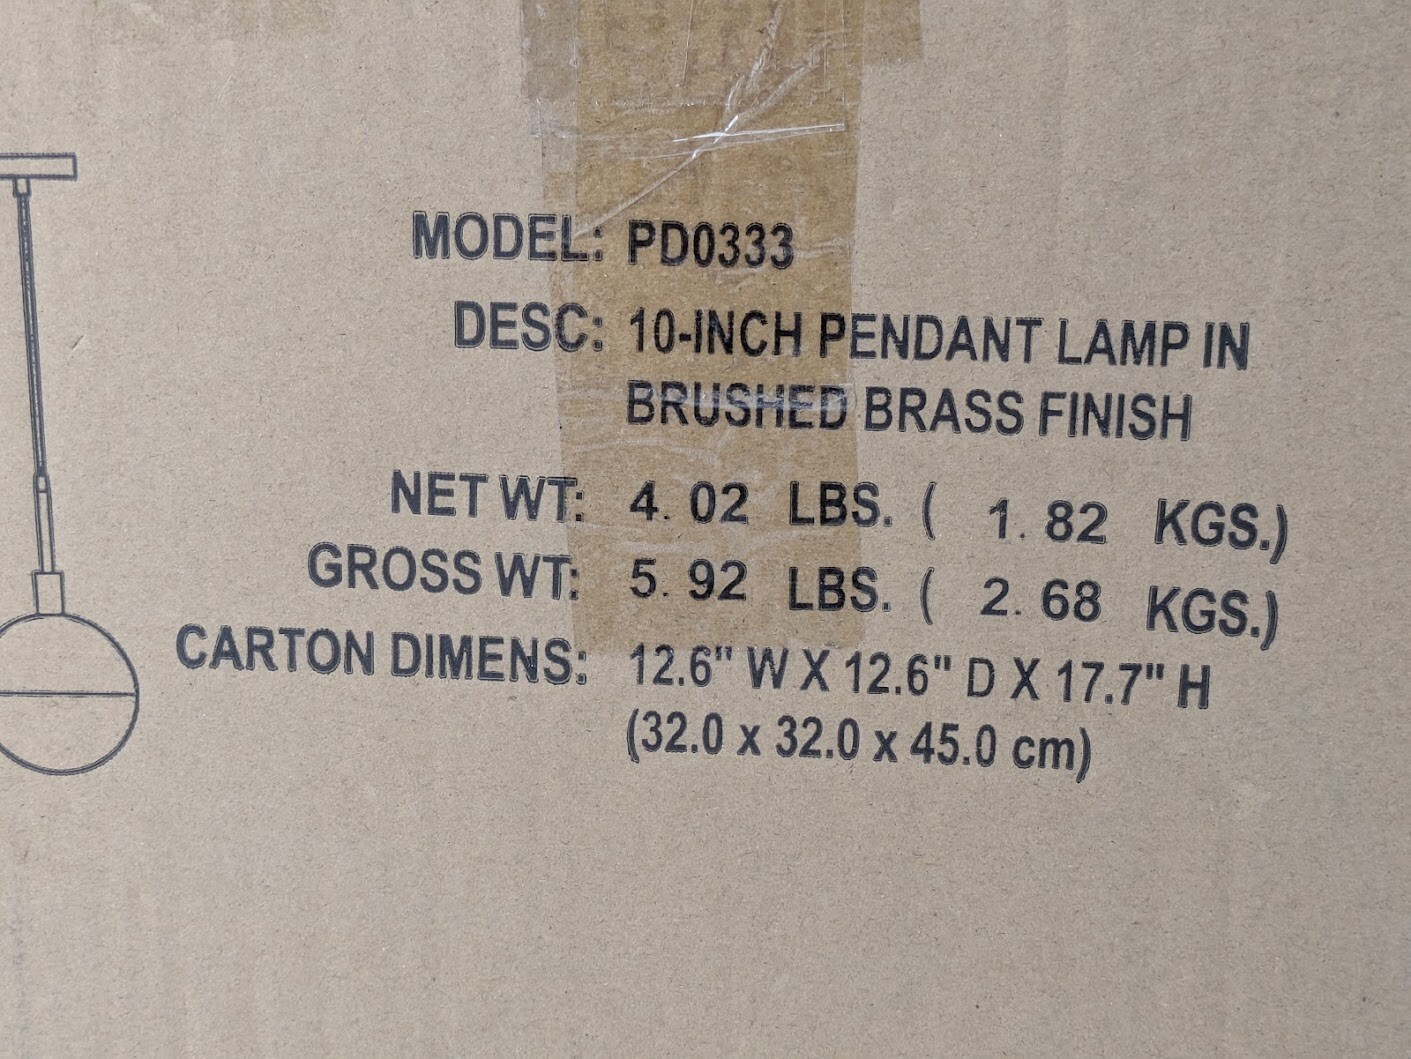 MODEL: PD0333
DESC: 10-INCH PENDANT LAMP IN
BRUSHED BRASS FINISH
NET WT: 4. 02 LBS. ( 1. 82 KGS.)
GROSS WT: 5. 92 LBS. ( 2. 68 KGS.)
CARTON DIMENS: 12.6" W X 12.6" D X 17.7" H
(32.0 x 32.0 x 45.0 cm)